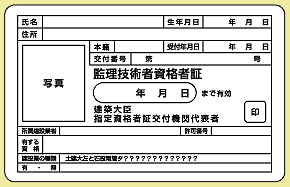 氏名 生年月日 年 月 日
住所
本籍 受付年月日 年 月 日
交付番号 第 号
写真
監理技術者資格者証
年 月 日 まで有効
建築大臣
指定資格者証交付機関代表者
印
所属建設業者 許可番号
有する
資格
建設業の種類 土建大左と石設電管タ?????????????
有・無